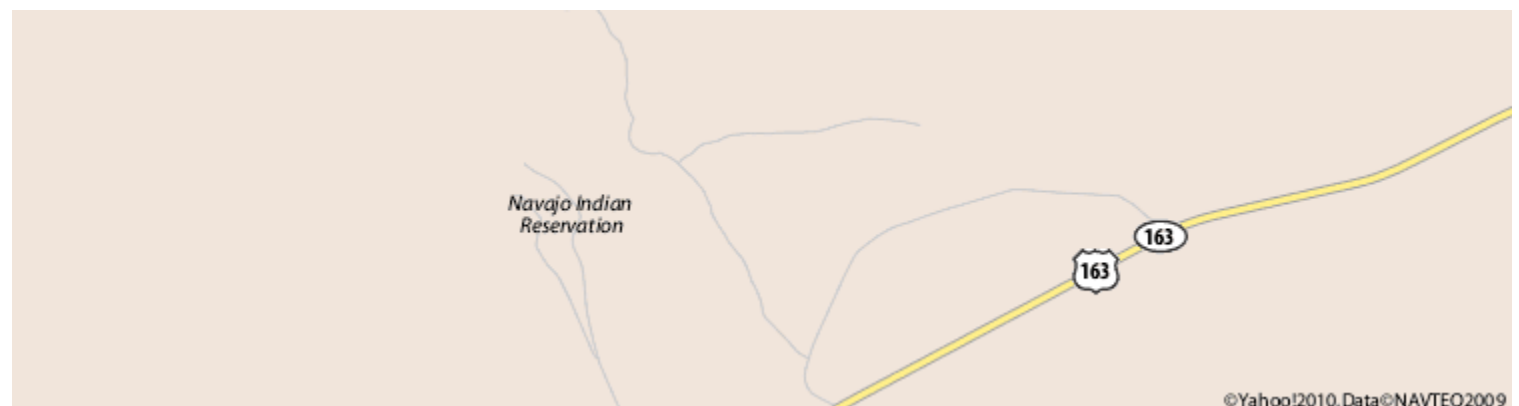 Navajo Indian
Reservation
163
163
©Yahoo!2010, Data©NAVTEQ2009